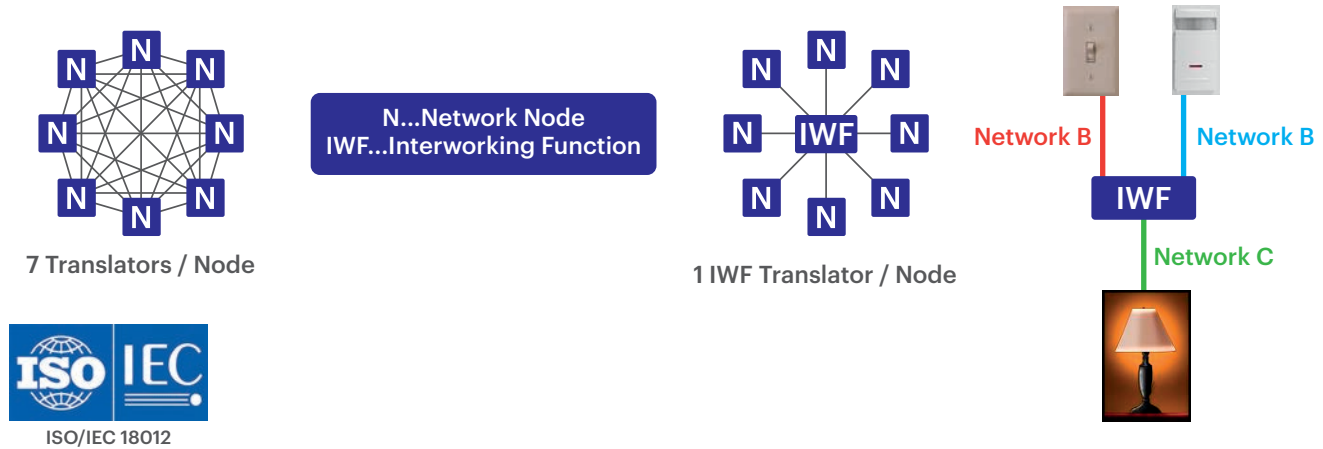 N
N
N
N
N
N
N
N
7 Translators / Node
N...Network Node
IWF...Interworking Function
N
N
N
N
IWF
N
N
N
N
1 IWF Translator / Node
Network B
Network B
IWF
Network C
ISO
IEC
ISO/IEC 18012